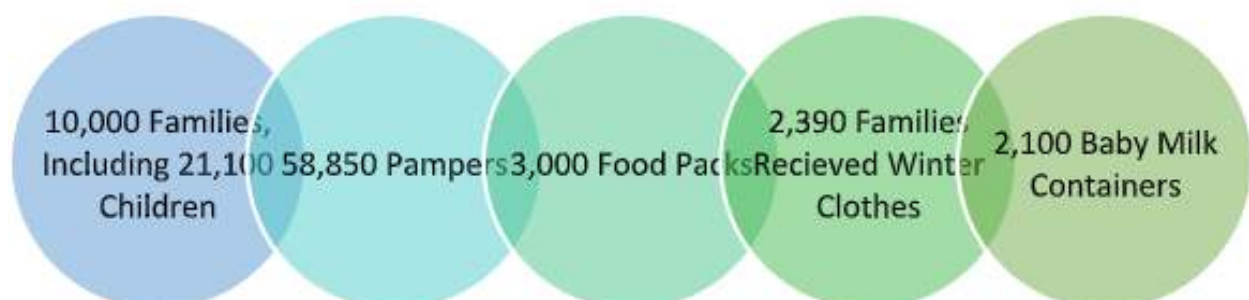 10,000 Families,
Including 21,100
Children
58,850 Pampers
3,000 Food Packs
2,390 Families
Recieved Winter
Clothes
2,100 Baby Milk
Containers